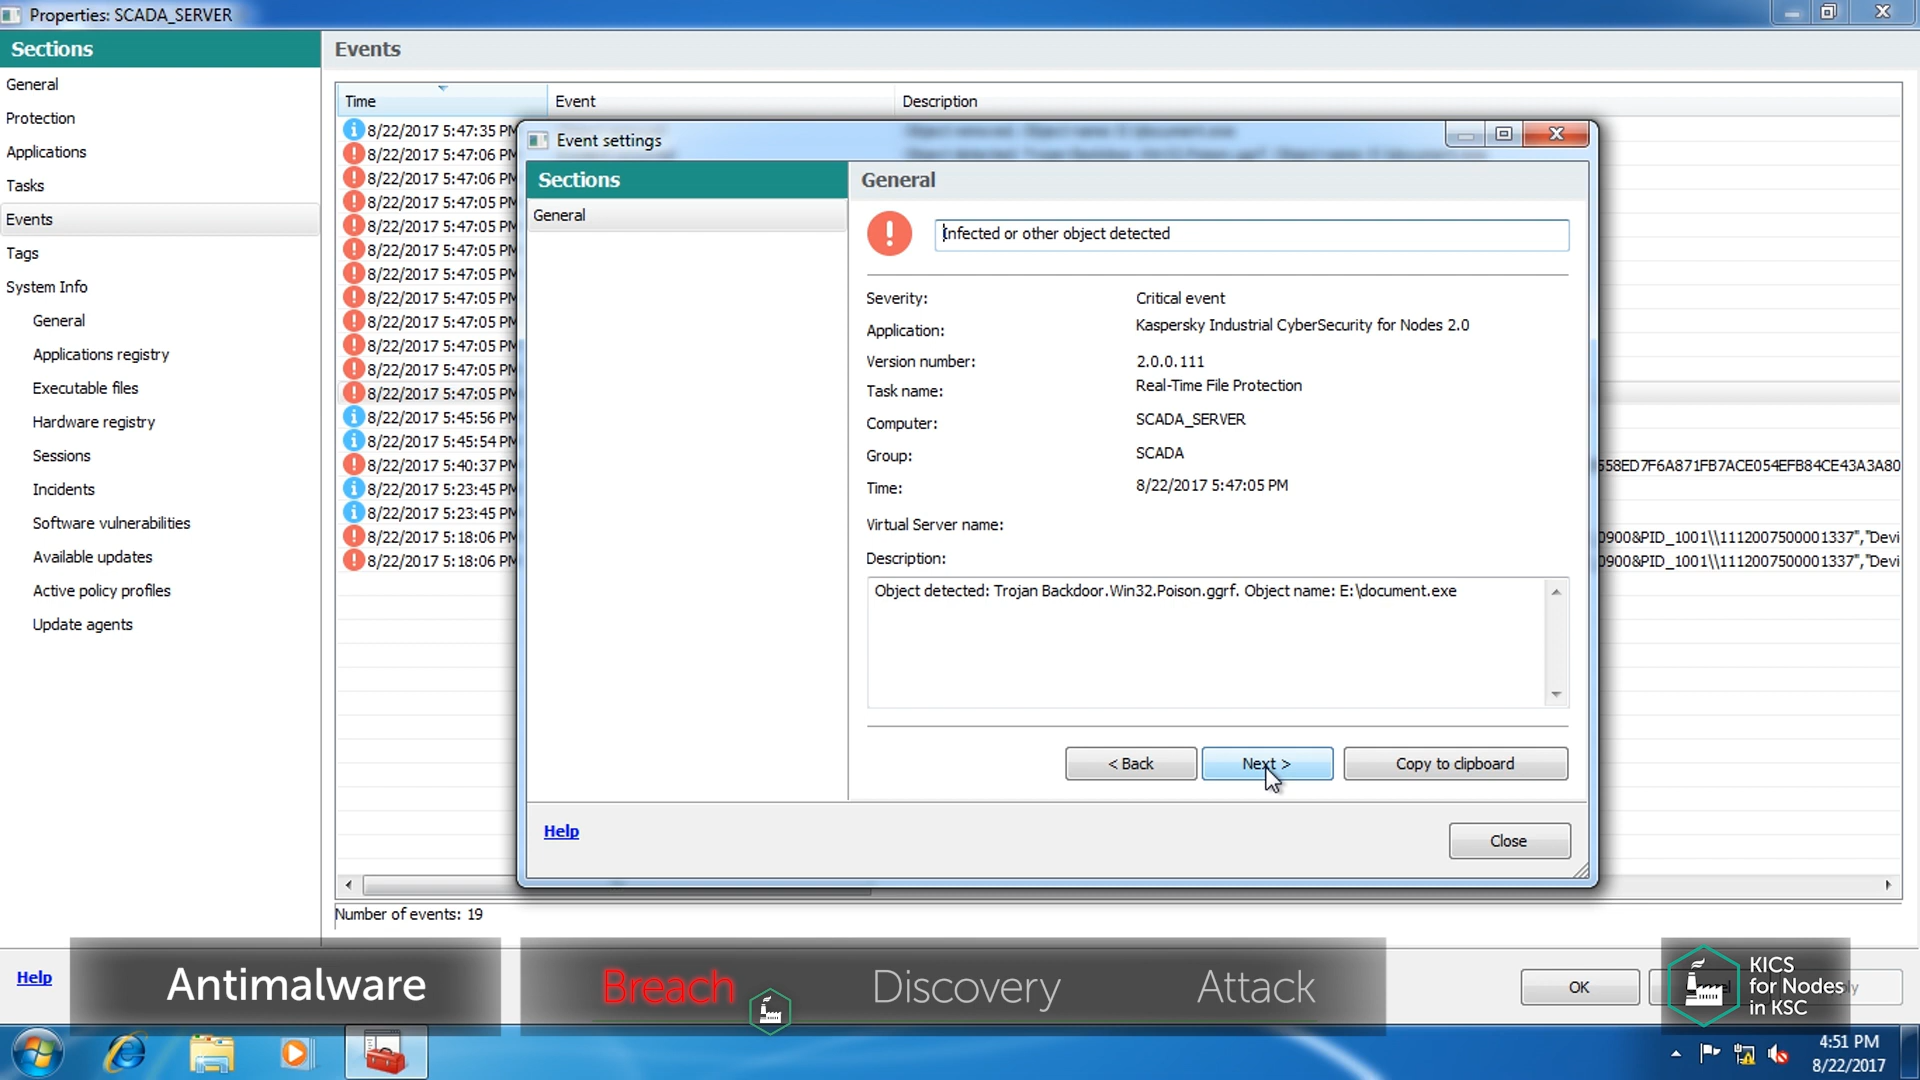 Properties: SCADA_SERVER
Sections
General
Protection
Applications
Tasks
Events
Tags
System Info
General
Applications registry
Executable files
Hardware registry
Sessions
Incidents
Software vulnerabilities
Available updates
Active policy profiles
Update agents
Help
Events
Time Event Description
8/22/2017 5:47:35 PM
8/22/2017 5:47:06 PM
8/22/2017 5:47:06 PM
8/22/2017 5:47:05 PM
8/22/2017 5:47:05 PM
8/22/2017 5:47:05 PM
8/22/2017 5:47:05 PM
8/22/2017 5:47:05 PM
8/22/2017 5:47:05 PM
8/22/2017 5:47:05 PM
8/22/2017 5:47:05 PM
8/22/2017 5:47:05 PM
8/22/2017 5:45:56 PM
8/22/2017 5:45:54 PM
8/22/2017 5:40:37 PM 558ED7F6A871FB7ACE054EFB84CE43A3A80
8/22/2017 5:23:45 PM
8/22/2017 5:23:45 PM
8/22/2017 5:18:06 PM 0900&PID_1001\\1112007500001337","Devi
8/22/2017 5:18:06 PM 0900&PID_1001\\1112007500001337","Devi
Number of events: 19
Event settings
Sections
General
General
Infected or other object detected
Severity: Critical event
Application: Kaspersky Industrial CyberSecurity for Nodes 2.0
Version number: 2.0.0.111
Task name: Real-Time File Protection
Computer: SCADA_SERVER
Group: SCADA
Time: 8/22/2017 5:47:05 PM
Virtual Server name:
Description:
Object detected: Trojan Backdoor.Win32.Poison.ggrf. Object name: E:\document.exe
< Back Next > Copy to clipboard
Help
Close
OK
Antimalware
Breach Discovery Attack
KICS
for Nodes
in KSC
4:51 PM
8/22/2017